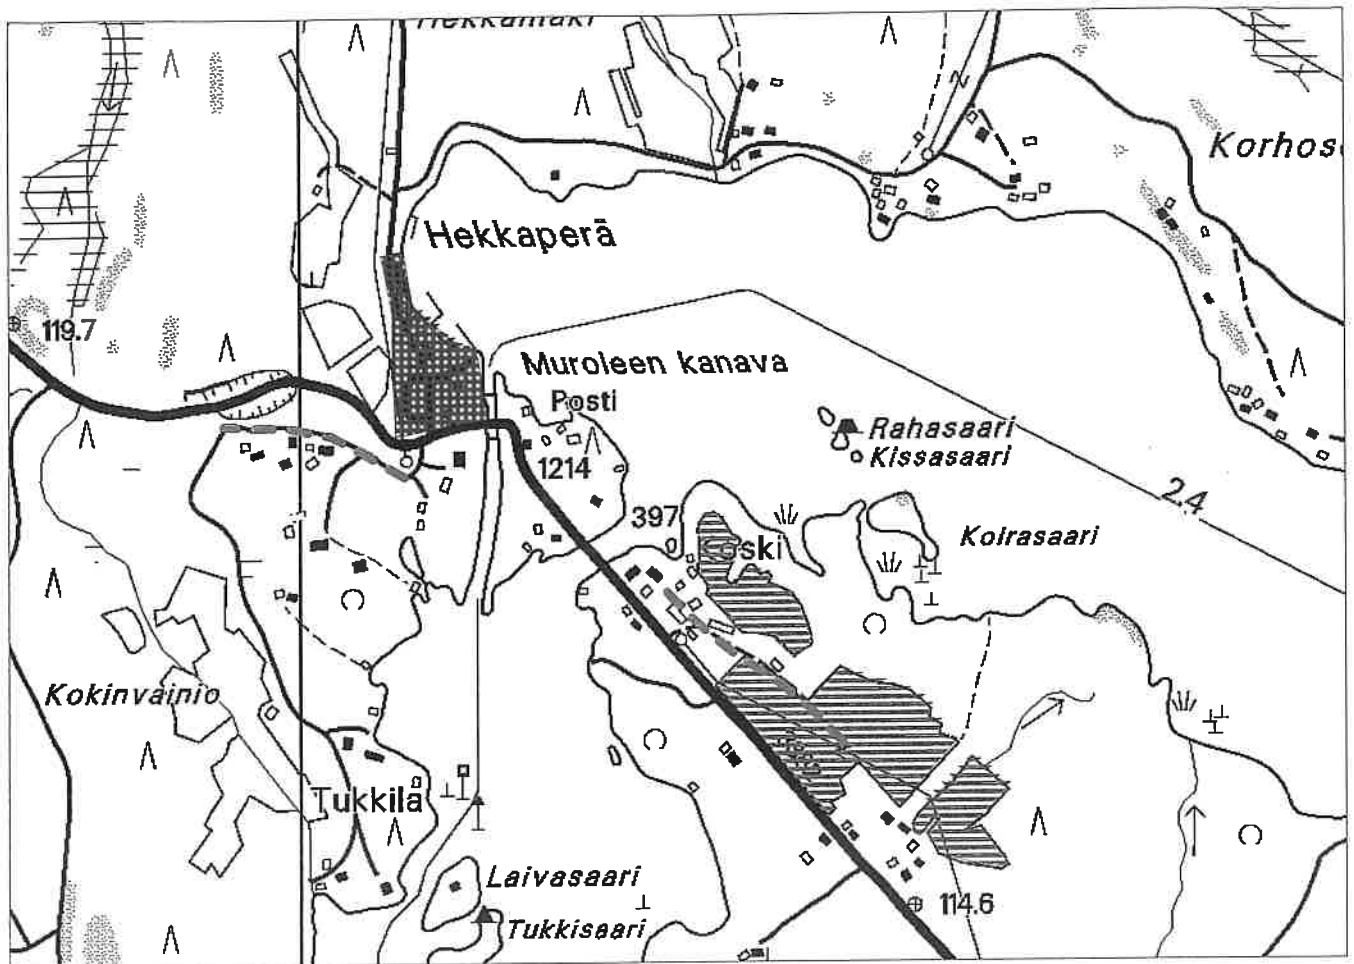 Hekkamäki
Korhos
Hekkaperä
119.7
Muroleen kanava
Posti
Rahasaari
Kissasaari
1214
2.4
397
Koski
Koirasaari
Kokinvainio
Tukkila
Laivasaari
114.6
Tukkisaari